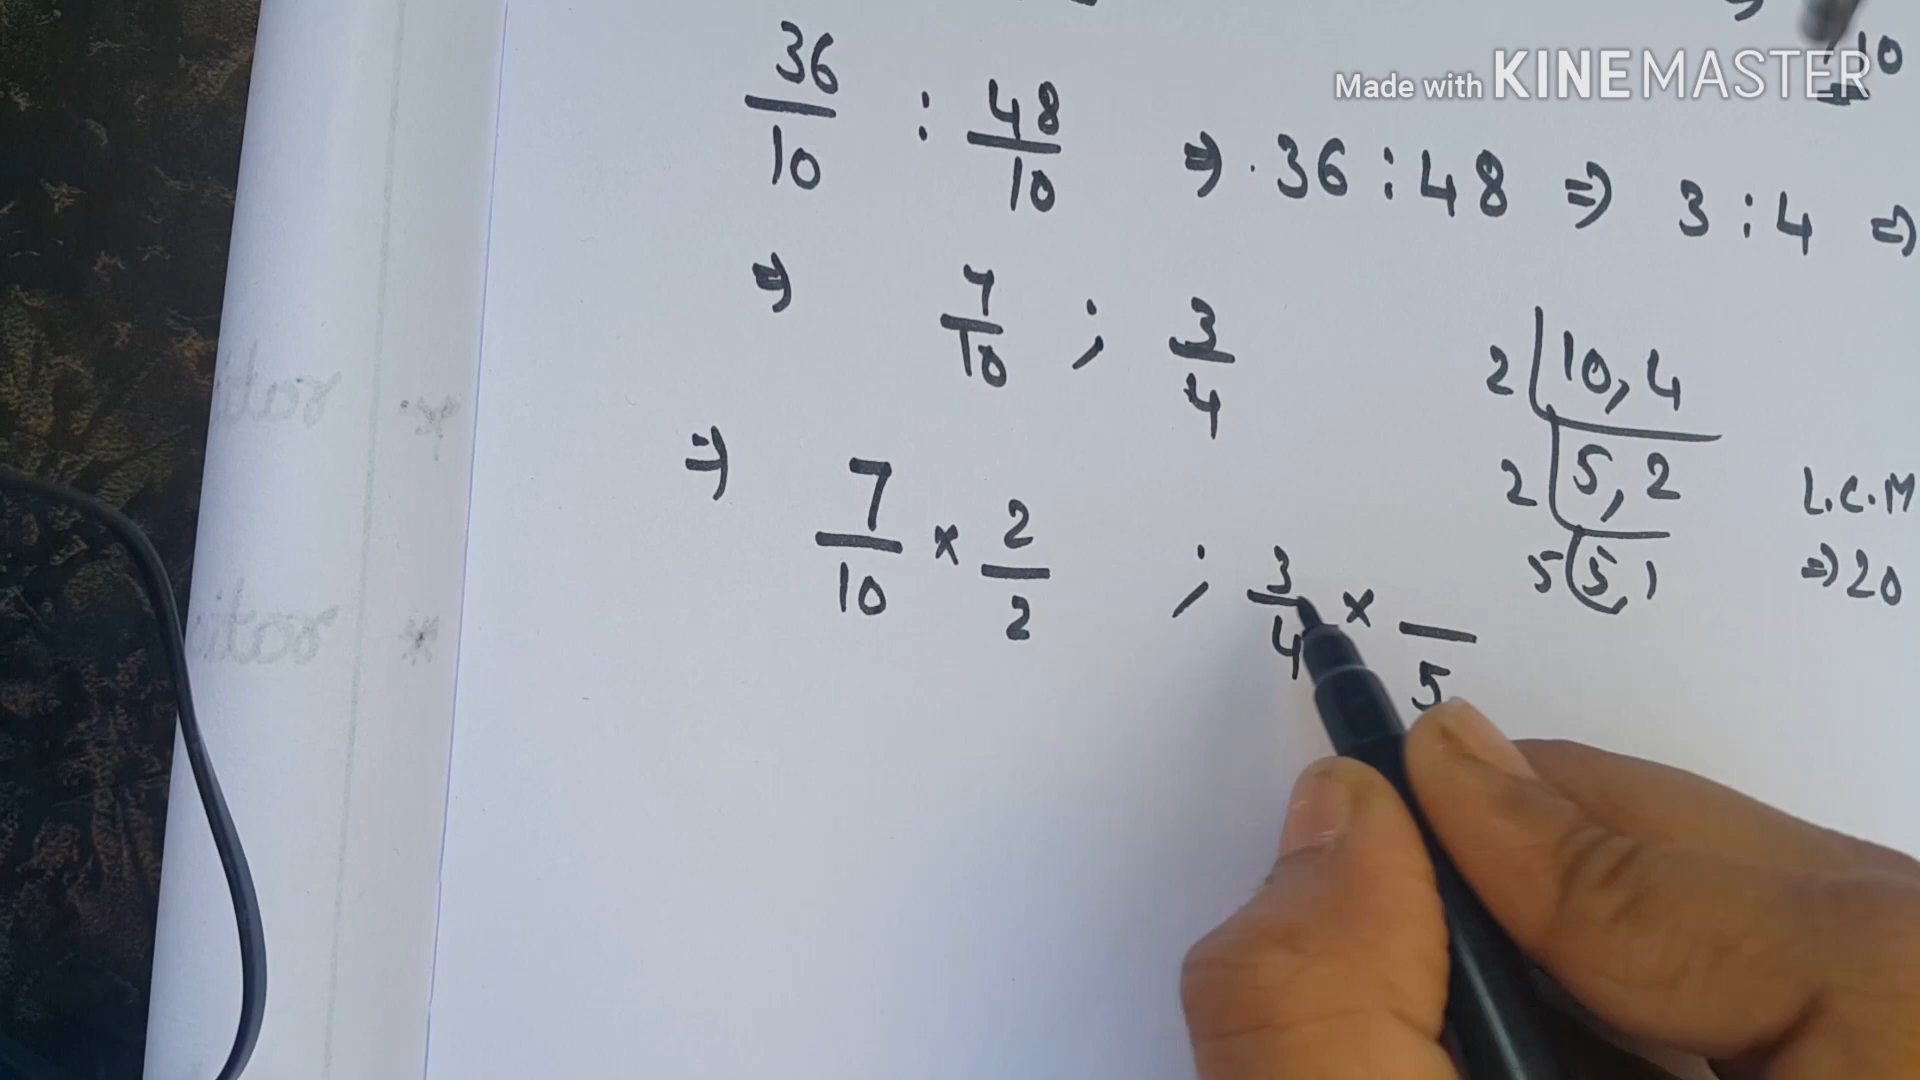 Made with KINEMASTER
10
36/10 : 48/10 ⇒ 36 : 48 ⇒ 3 : 4 ⇒
⇒ 7/10 ; 3/4
2 | 10, 4
2 | 5, 2
5 ( 5, 1
L.C.M
⇒ 20
⇒ 7/10 × 2/2 ; 3/4 × /5